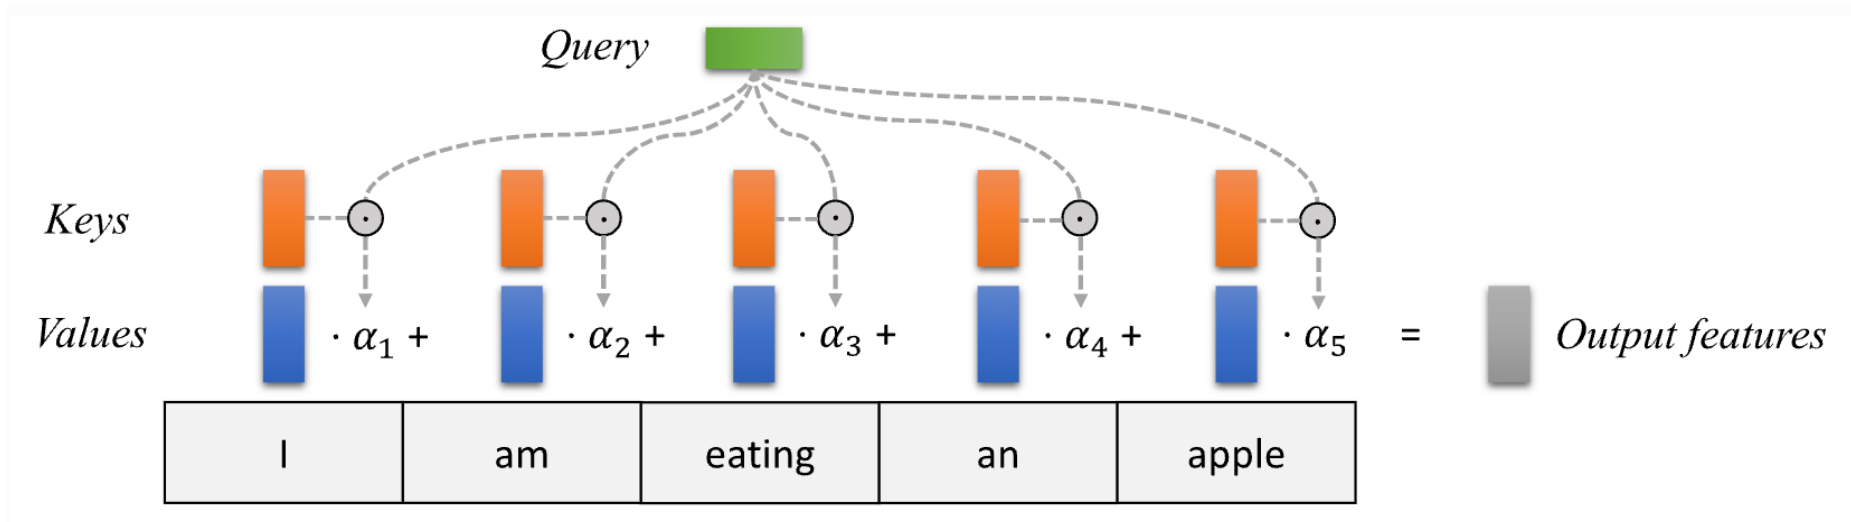 Query
Keys
Values · α₁ + · α₂ + · α₃ + · α₄ + · α₅ = Output features
I am eating an apple